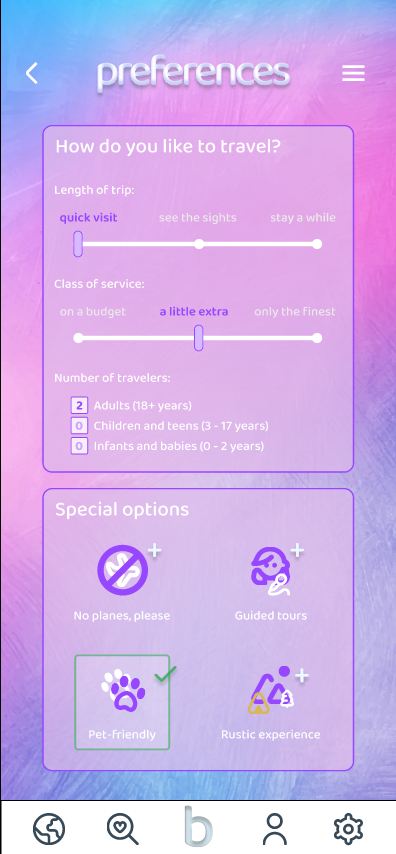 preferences
How do you like to travel?
Length of trip:
quick visit see the sights stay a while
Class of service:
on a budget a little extra only the finest
Number of travelers:
2 Adults (18+ years)
0 Children and teens (3 - 17 years)
0 Infants and babies (0 - 2 years)
Special options
No planes, please Guided tours
Pet-friendly Rustic experience
b